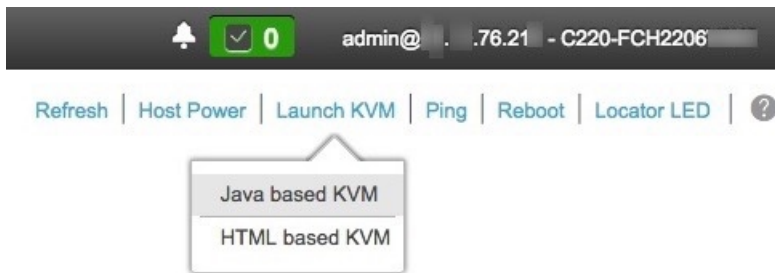 0 admin@ . .76.21 - C220-FCH2206
Refresh | Host Power | Launch KVM | Ping | Reboot | Locator LED | ?
Java based KVM
HTML based KVM